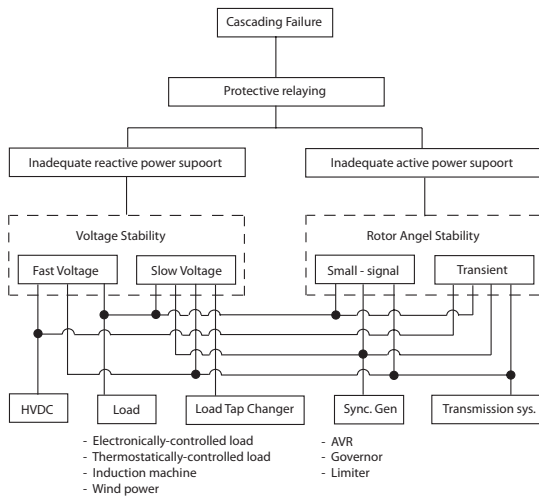 Cascading Failure
Protective relaying
Inadequate reactive power supoort
Inadequate active power supoort
Voltage Stability
Rotor Angel Stability
Fast Voltage
Slow Voltage
Small - signal
Transient
HVDC
Load
Load Tap Changer
Sync. Gen
Transmission sys.
- Electronically-controlled load
- Thermostatically-controlled load
- Induction machine
- Wind power
- AVR
- Governor
- Limiter